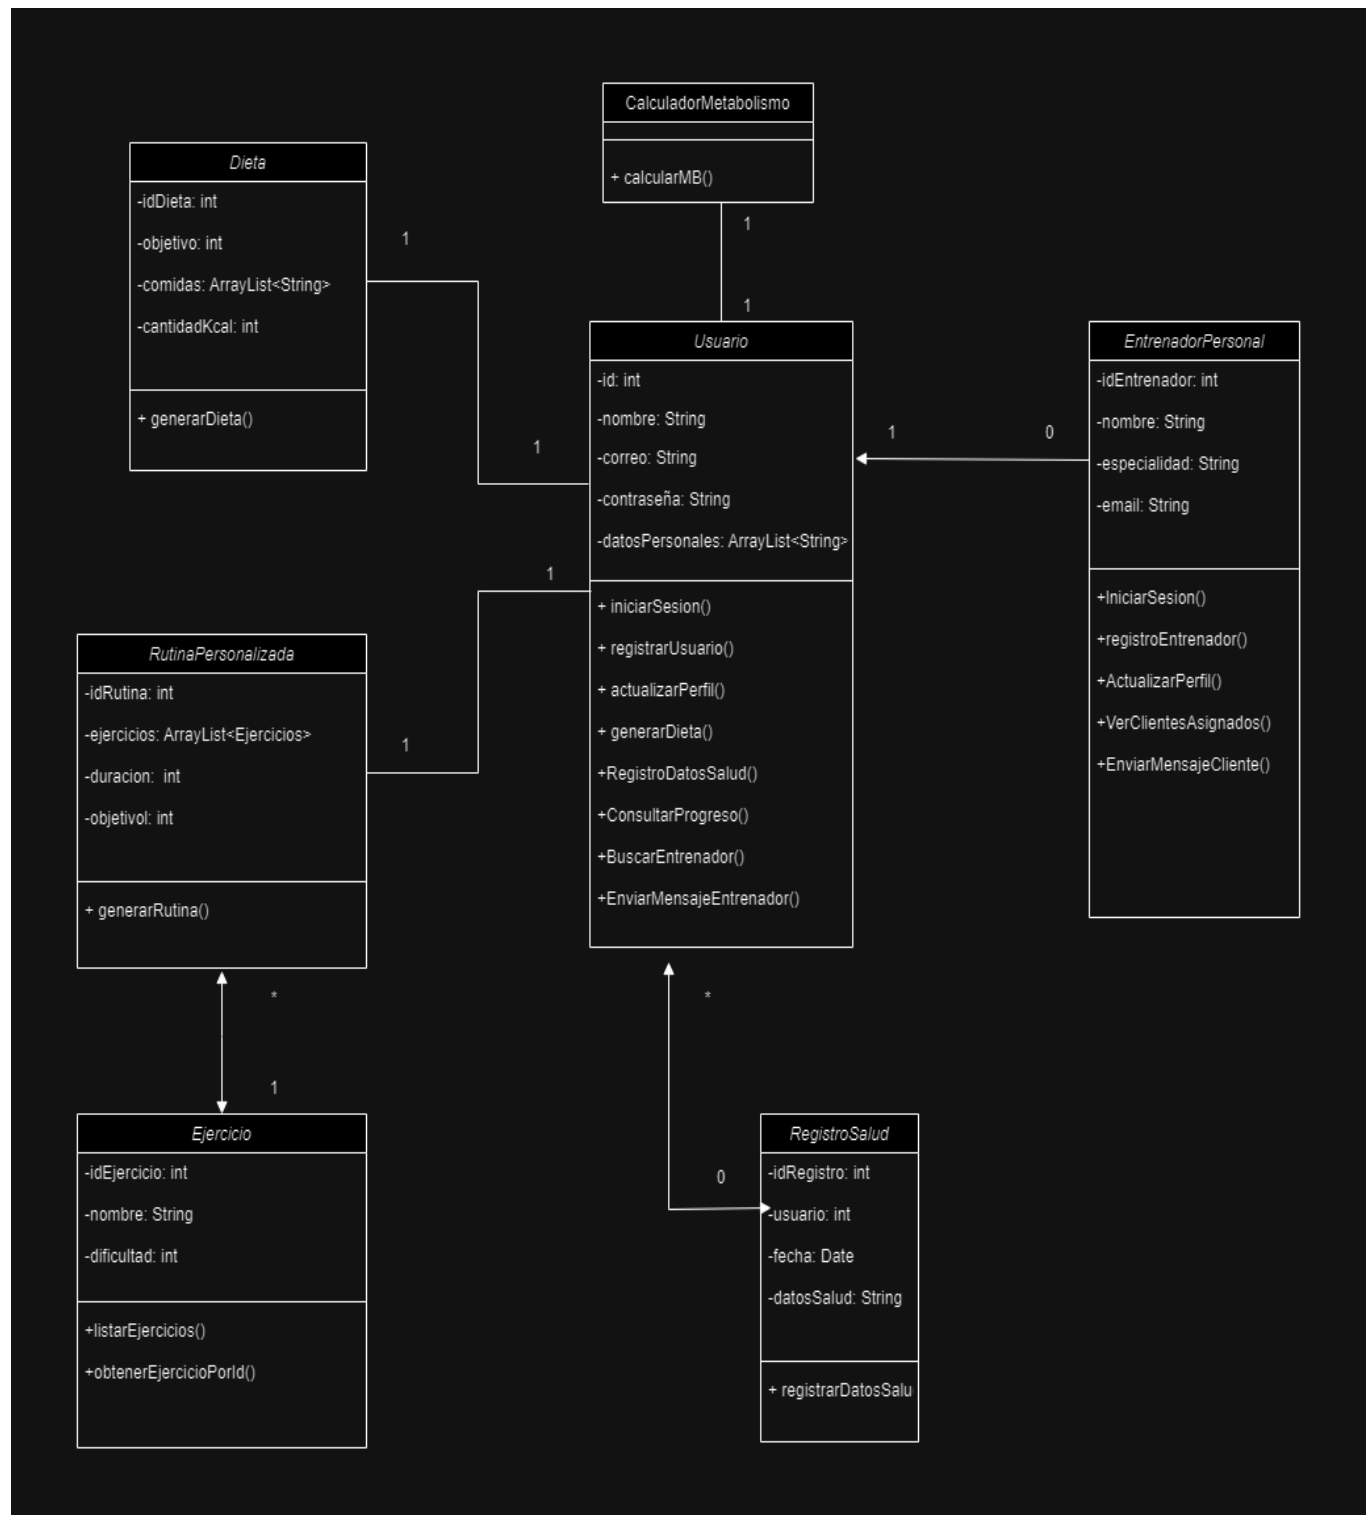 CalculadorMetabolismo
+ calcularMB()
1
1
Dieta
-idDieta: int
-objetivo: int
-comidas: ArrayList<String>
-cantidadKcal: int
+ generarDieta()
1
1
Usuario
-id: int
-nombre: String
-correo: String
-contraseña: String
-datosPersonales: ArrayList<String>
+ iniciarSesion()
+ registrarUsuario()
+ actualizarPerfil()
+ generarDieta()
+RegistroDatosSalud()
+ConsultarProgreso()
+BuscarEntrenador()
+EnviarMensajeEntrenador()
1
0
EntrenadorPersonal
-idEntrenador: int
-nombre: String
-especialidad: String
-email: String
+IniciarSesion()
+registroEntrenador()
+ActualizarPerfil()
+VerClientesAsignados()
+EnviarMensajeCliente()
1
1
RutinaPersonalizada
-idRutina: int
-ejercicios: ArrayList<Ejercicios>
-duracion: int
-objetivol: int
+ generarRutina()
*
1
Ejercicio
-idEjercicio: int
-nombre: String
-dificultad: int
+listarEjercicios()
+obtenerEjercicioPorId()
*
0
RegistroSalud
-idRegistro: int
-usuario: int
-fecha: Date
-datosSalud: String
+ registrarDatosSalu